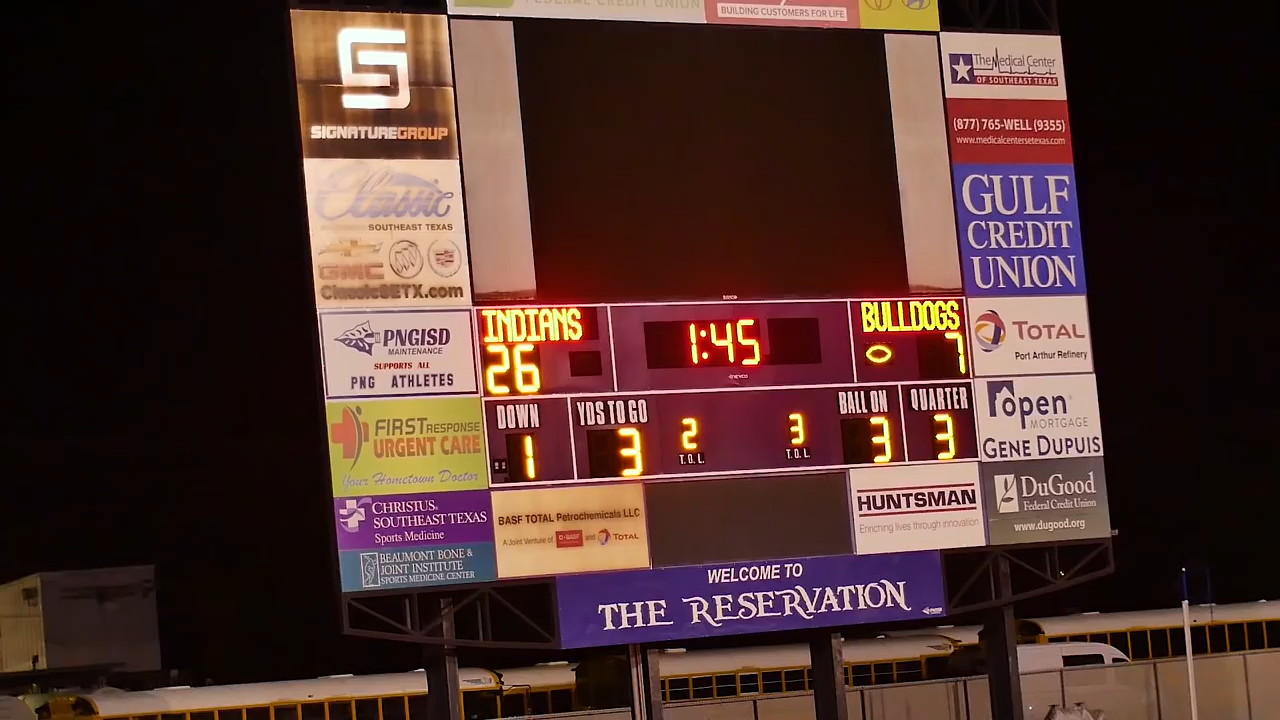 FEDERAL CREDIT UNION
BUILDING CUSTOMERS FOR LIFE
SIGNATUREGROUP
Classic
SOUTHEAST TEXAS
GMC
ClassicSETX.com
PNGISD
MAINTENANCE
SUPPORTS ALL
PNG ATHLETES
FIRST RESPONSE
URGENT CARE
Your Hometown Doctor
CHRISTUS
SOUTHEAST TEXAS
Sports Medicine
BEAUMONT BONE &
JOINT INSTITUTE
SPORTS MEDICINE CENTER
INDIANS
26
1:45
BULLDOGS
7
DOWN
1
YDS TO GO
3
2
T.O.L.
3
T.O.L.
BALL ON
3
QUARTER
3
BASF TOTAL Petrochemicals LLC
A Joint Venture of BASF and TOTAL
HUNTSMAN
Enriching lives through innovation
WELCOME TO
THE RESERVATION
The Medical Center
OF SOUTHEAST TEXAS
(877) 765-WELL (9355)
www.medicalcentersetexas.com
GULF
CREDIT
UNION
TOTAL
Port Arthur Refinery
open
MORTGAGE
GENE DUPUIS
DuGood
Federal Credit Union
www.dugood.org